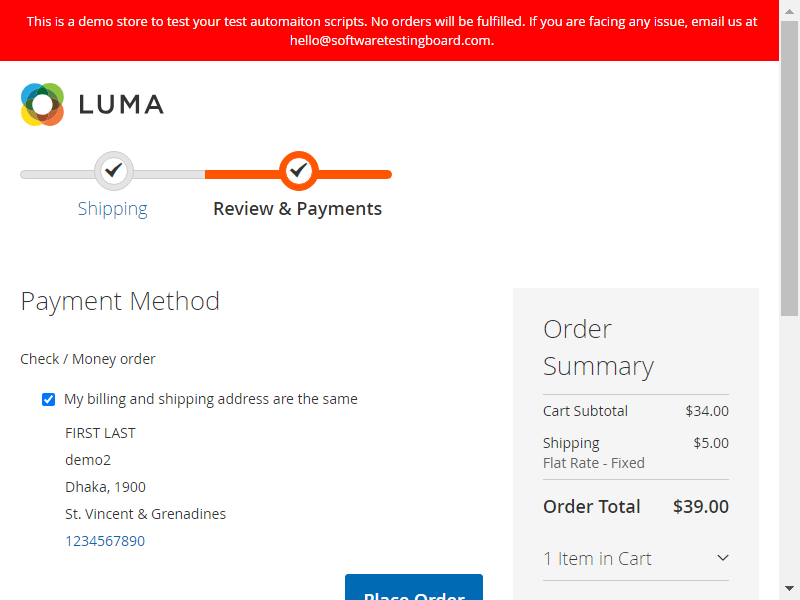 This is a demo store to test your test automaiton scripts. No orders will be fulfilled. If you are facing any issue, email us at
hello@softwaretestingboard.com.
LUMA
Shipping
Review & Payments
Payment Method
Check / Money order
My billing and shipping address are the same
FIRST LAST
demo2
Dhaka, 1900
St. Vincent & Grenadines
1234567890
Place Order
Order
Summary
Cart Subtotal $34.00
Shipping $5.00
Flat Rate - Fixed
Order Total $39.00
1 Item in Cart